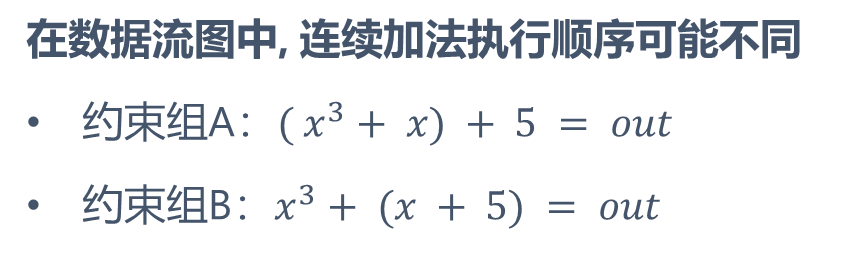 在数据流图中, 连续加法执行顺序可能不同
• 约束组A：( x³ + x) + 5 = out
• 约束组B：x³ + (x + 5) = out